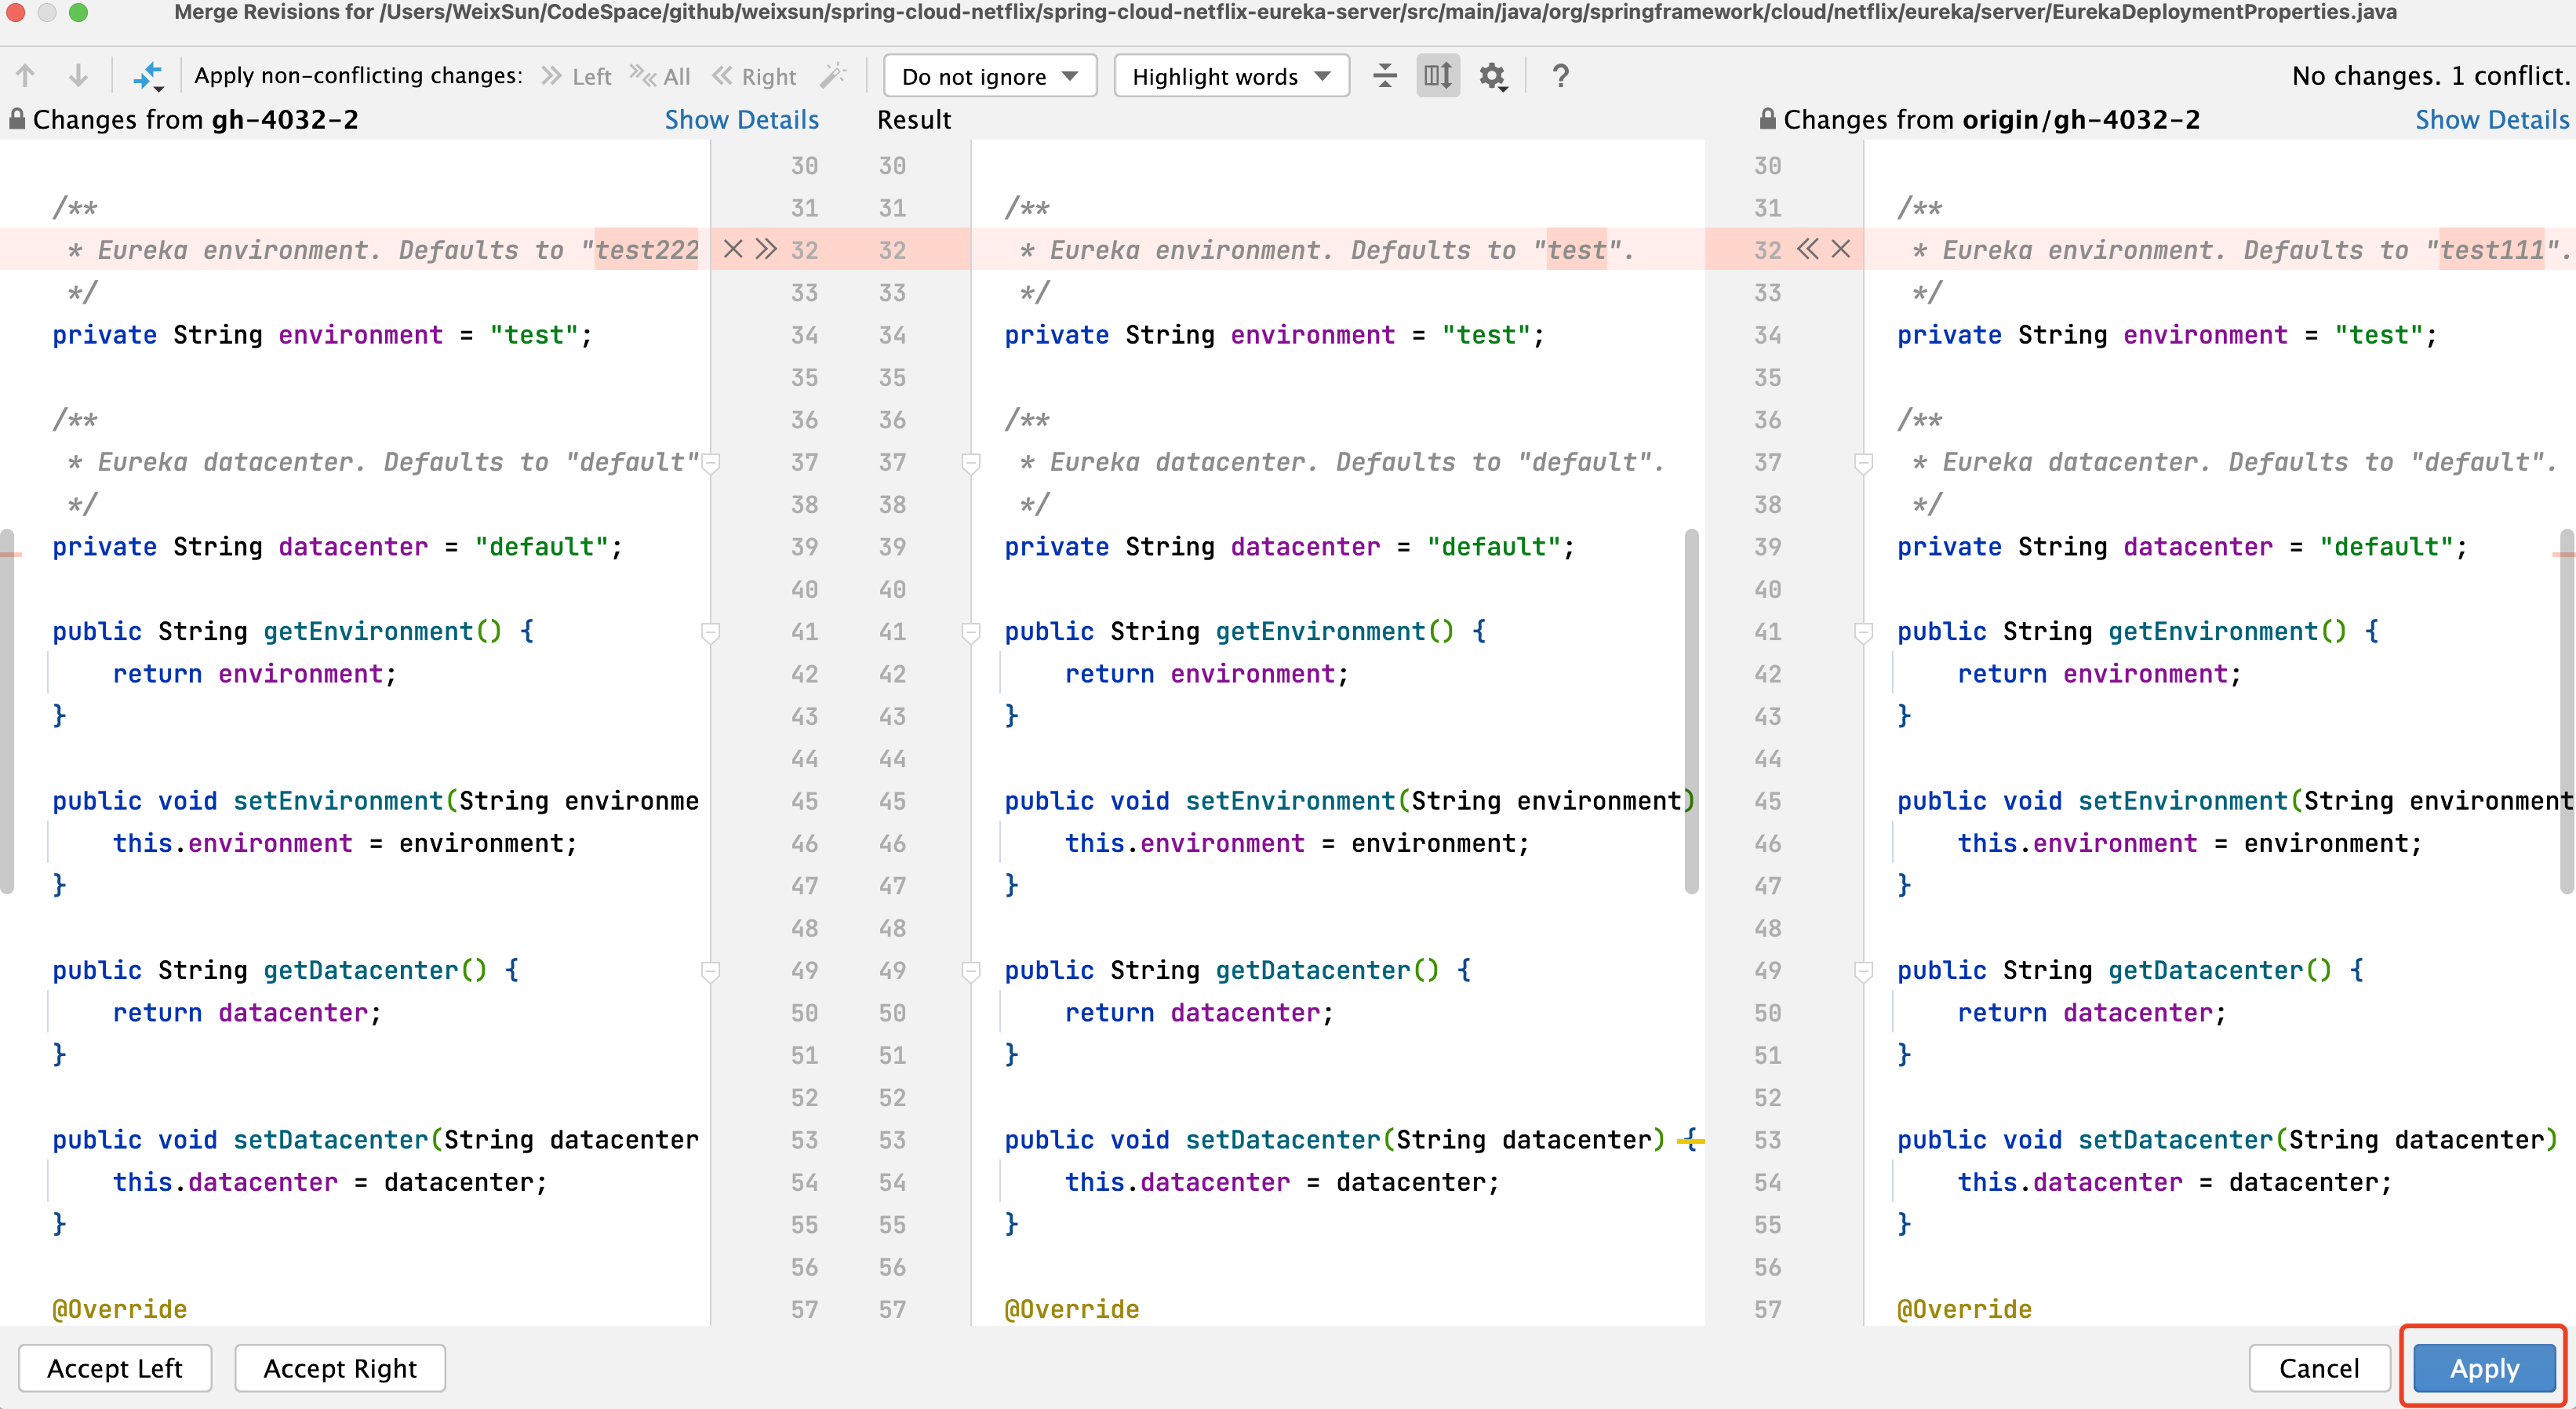 Merge Revisions for /Users/WeixSun/CodeSpace/github/weixsun/spring-cloud-netflix/spring-cloud-netflix-eureka-server/src/main/java/org/springframework/cloud/netflix/eureka/server/EurekaDeploymentProperties.java
Apply non-conflicting changes: Left All Right Do not ignore Highlight words ? No changes. 1 conflict.
Changes from gh-4032-2 Show Details Result Changes from origin/gh-4032-2 Show Details
30 30 30
/** 31 31 /** 31 /**
* Eureka environment. Defaults to "test222 32 32 * Eureka environment. Defaults to "test". 32 * Eureka environment. Defaults to "test111".
*/ 33 33 */ 33 */
private String environment = "test"; 34 34 private String environment = "test"; 34 private String environment = "test";
35 35 35
/** 36 36 /** 36 /**
* Eureka datacenter. Defaults to "default" 37 37 * Eureka datacenter. Defaults to "default". 37 * Eureka datacenter. Defaults to "default".
*/ 38 38 */ 38 */
private String datacenter = "default"; 39 39 private String datacenter = "default"; 39 private String datacenter = "default";
40 40 40
public String getEnvironment() { 41 41 public String getEnvironment() { 41 public String getEnvironment() {
return environment; 42 42 return environment; 42 return environment;
} 43 43 } 43 }
44 44 44
public void setEnvironment(String environme 45 45 public void setEnvironment(String environment) 45 public void setEnvironment(String environment
this.environment = environment; 46 46 this.environment = environment; 46 this.environment = environment;
} 47 47 } 47 }
48 48 48
public String getDatacenter() { 49 49 public String getDatacenter() { 49 public String getDatacenter() {
return datacenter; 50 50 return datacenter; 50 return datacenter;
} 51 51 } 51 }
52 52 52
public void setDatacenter(String datacenter 53 53 public void setDatacenter(String datacenter) { 53 public void setDatacenter(String datacenter)
this.datacenter = datacenter; 54 54 this.datacenter = datacenter; 54 this.datacenter = datacenter;
} 55 55 } 55 }
56 56 56
@Override 57 57 @Override 57 @Override
Accept Left Accept Right Cancel Apply